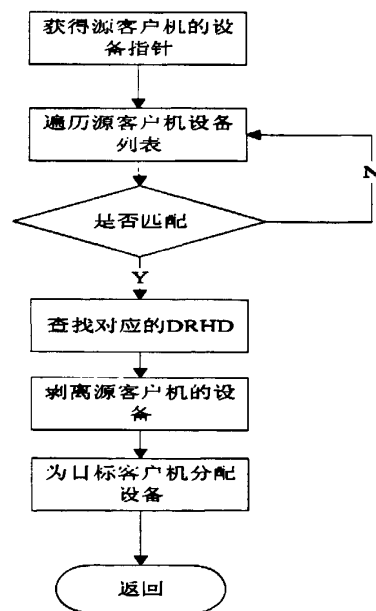 获得源客户机的设
备指针
遍历源客户机设备
列表
N
是否匹配
Y
查找对应的DRHD
剥离源客户机的设
备
为目标客户机分配
设备
返回